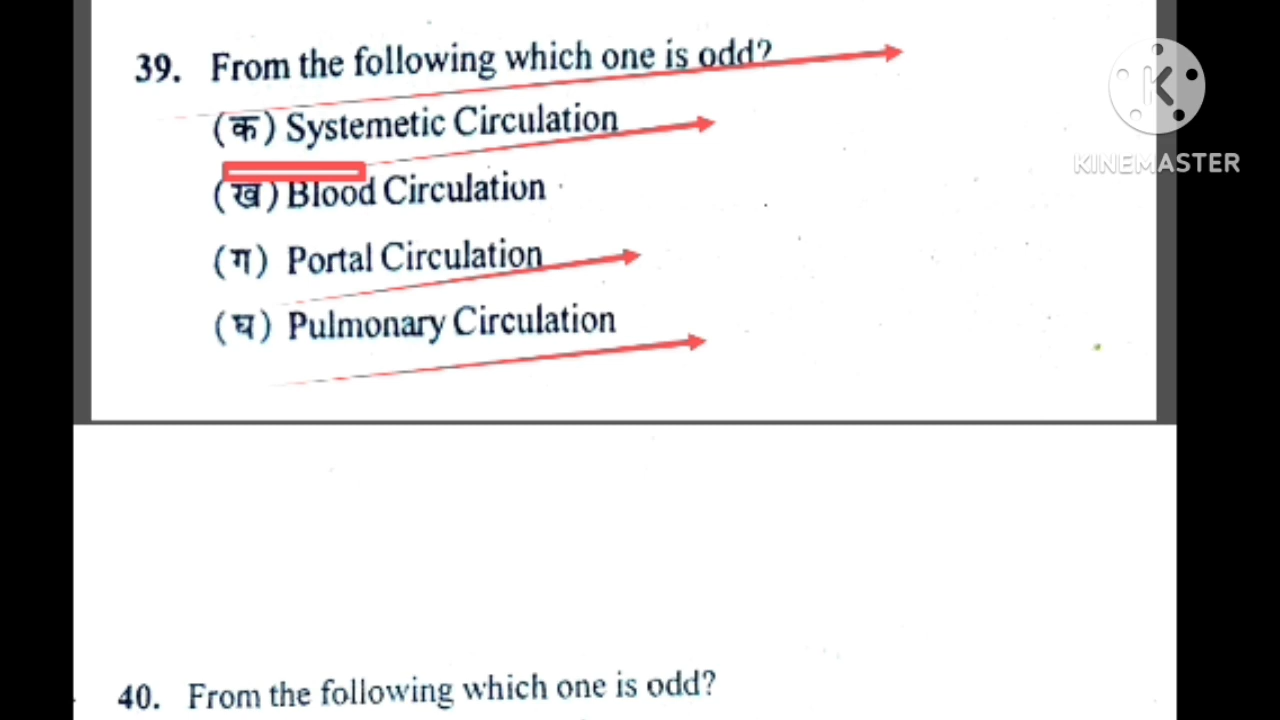 39. From the following which one is odd?
(क) Systemetic Circulation
(ख) Blood Circulation
(ग) Portal Circulation
(घ) Pulmonary Circulation
KINEMASTER
40. From the following which one is odd?